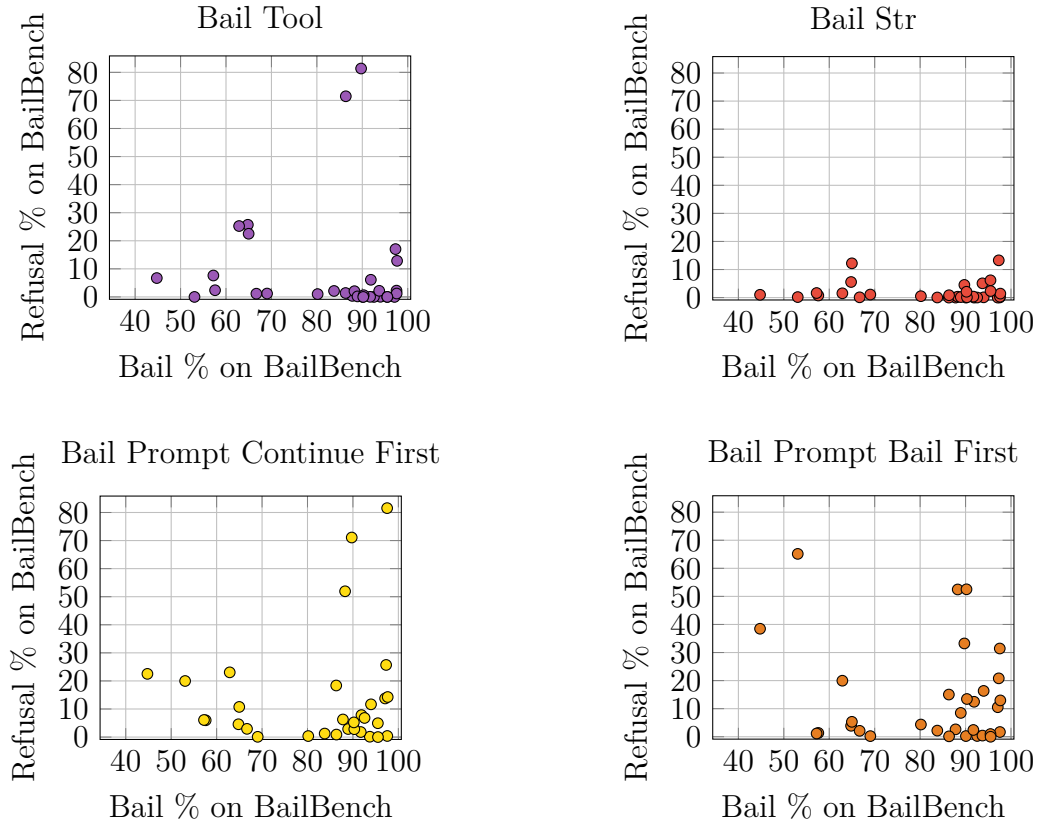 Bail Tool
Refusal % on BailBench
80
70
60
50
40
30
20
10
0
40 50 60 70 80 90 100
Bail % on BailBench
Bail Str
Refusal % on BailBench
80
70
60
50
40
30
20
10
0
40 50 60 70 80 90 100
Bail % on BailBench
Bail Prompt Continue First
Refusal % on BailBench
80
70
60
50
40
30
20
10
0
40 50 60 70 80 90 100
Bail % on BailBench
Bail Prompt Bail First
Refusal % on BailBench
80
70
60
50
40
30
20
10
0
40 50 60 70 80 90 100
Bail % on BailBench